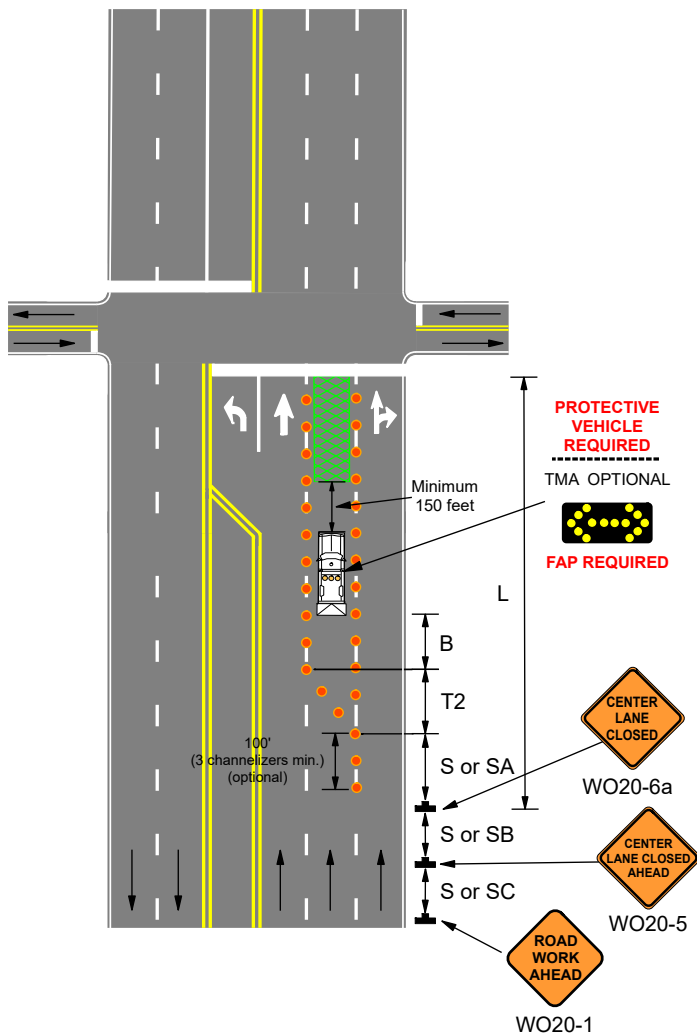 PROTECTIVE
VEHICLE
REQUIRED
TMA OPTIONAL
FAP REQUIRED
Minimum
150 feet
L
B
T2
100'
(3 channelizers min.)
(optional)
S or SA
CENTER
LANE
CLOSED
WO20-6a
S or SB
CENTER
LANE CLOSED
AHEAD
WO20-5
S or SC
ROAD
WORK
AHEAD
WO20-1